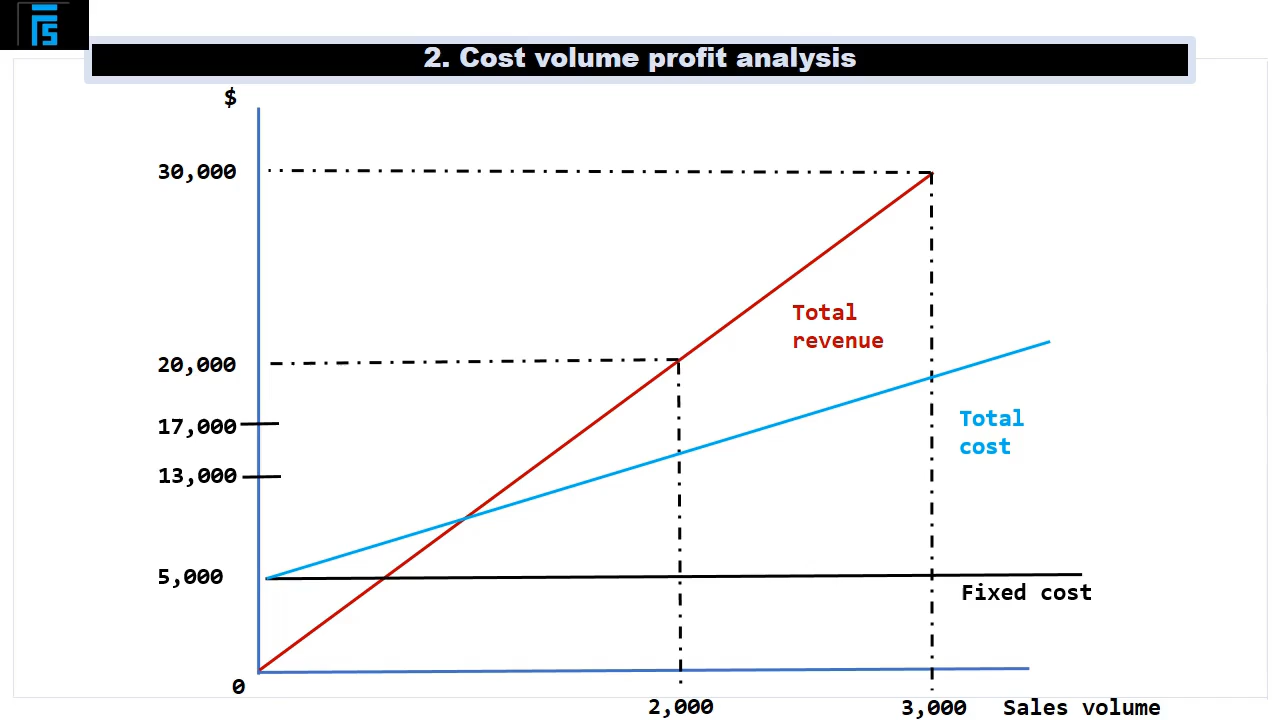 2. Cost volume profit analysis
$
30,000
Total
revenue
20,000
17,000
Total
cost
13,000
5,000
Fixed cost
0
2,000
3,000
Sales volume